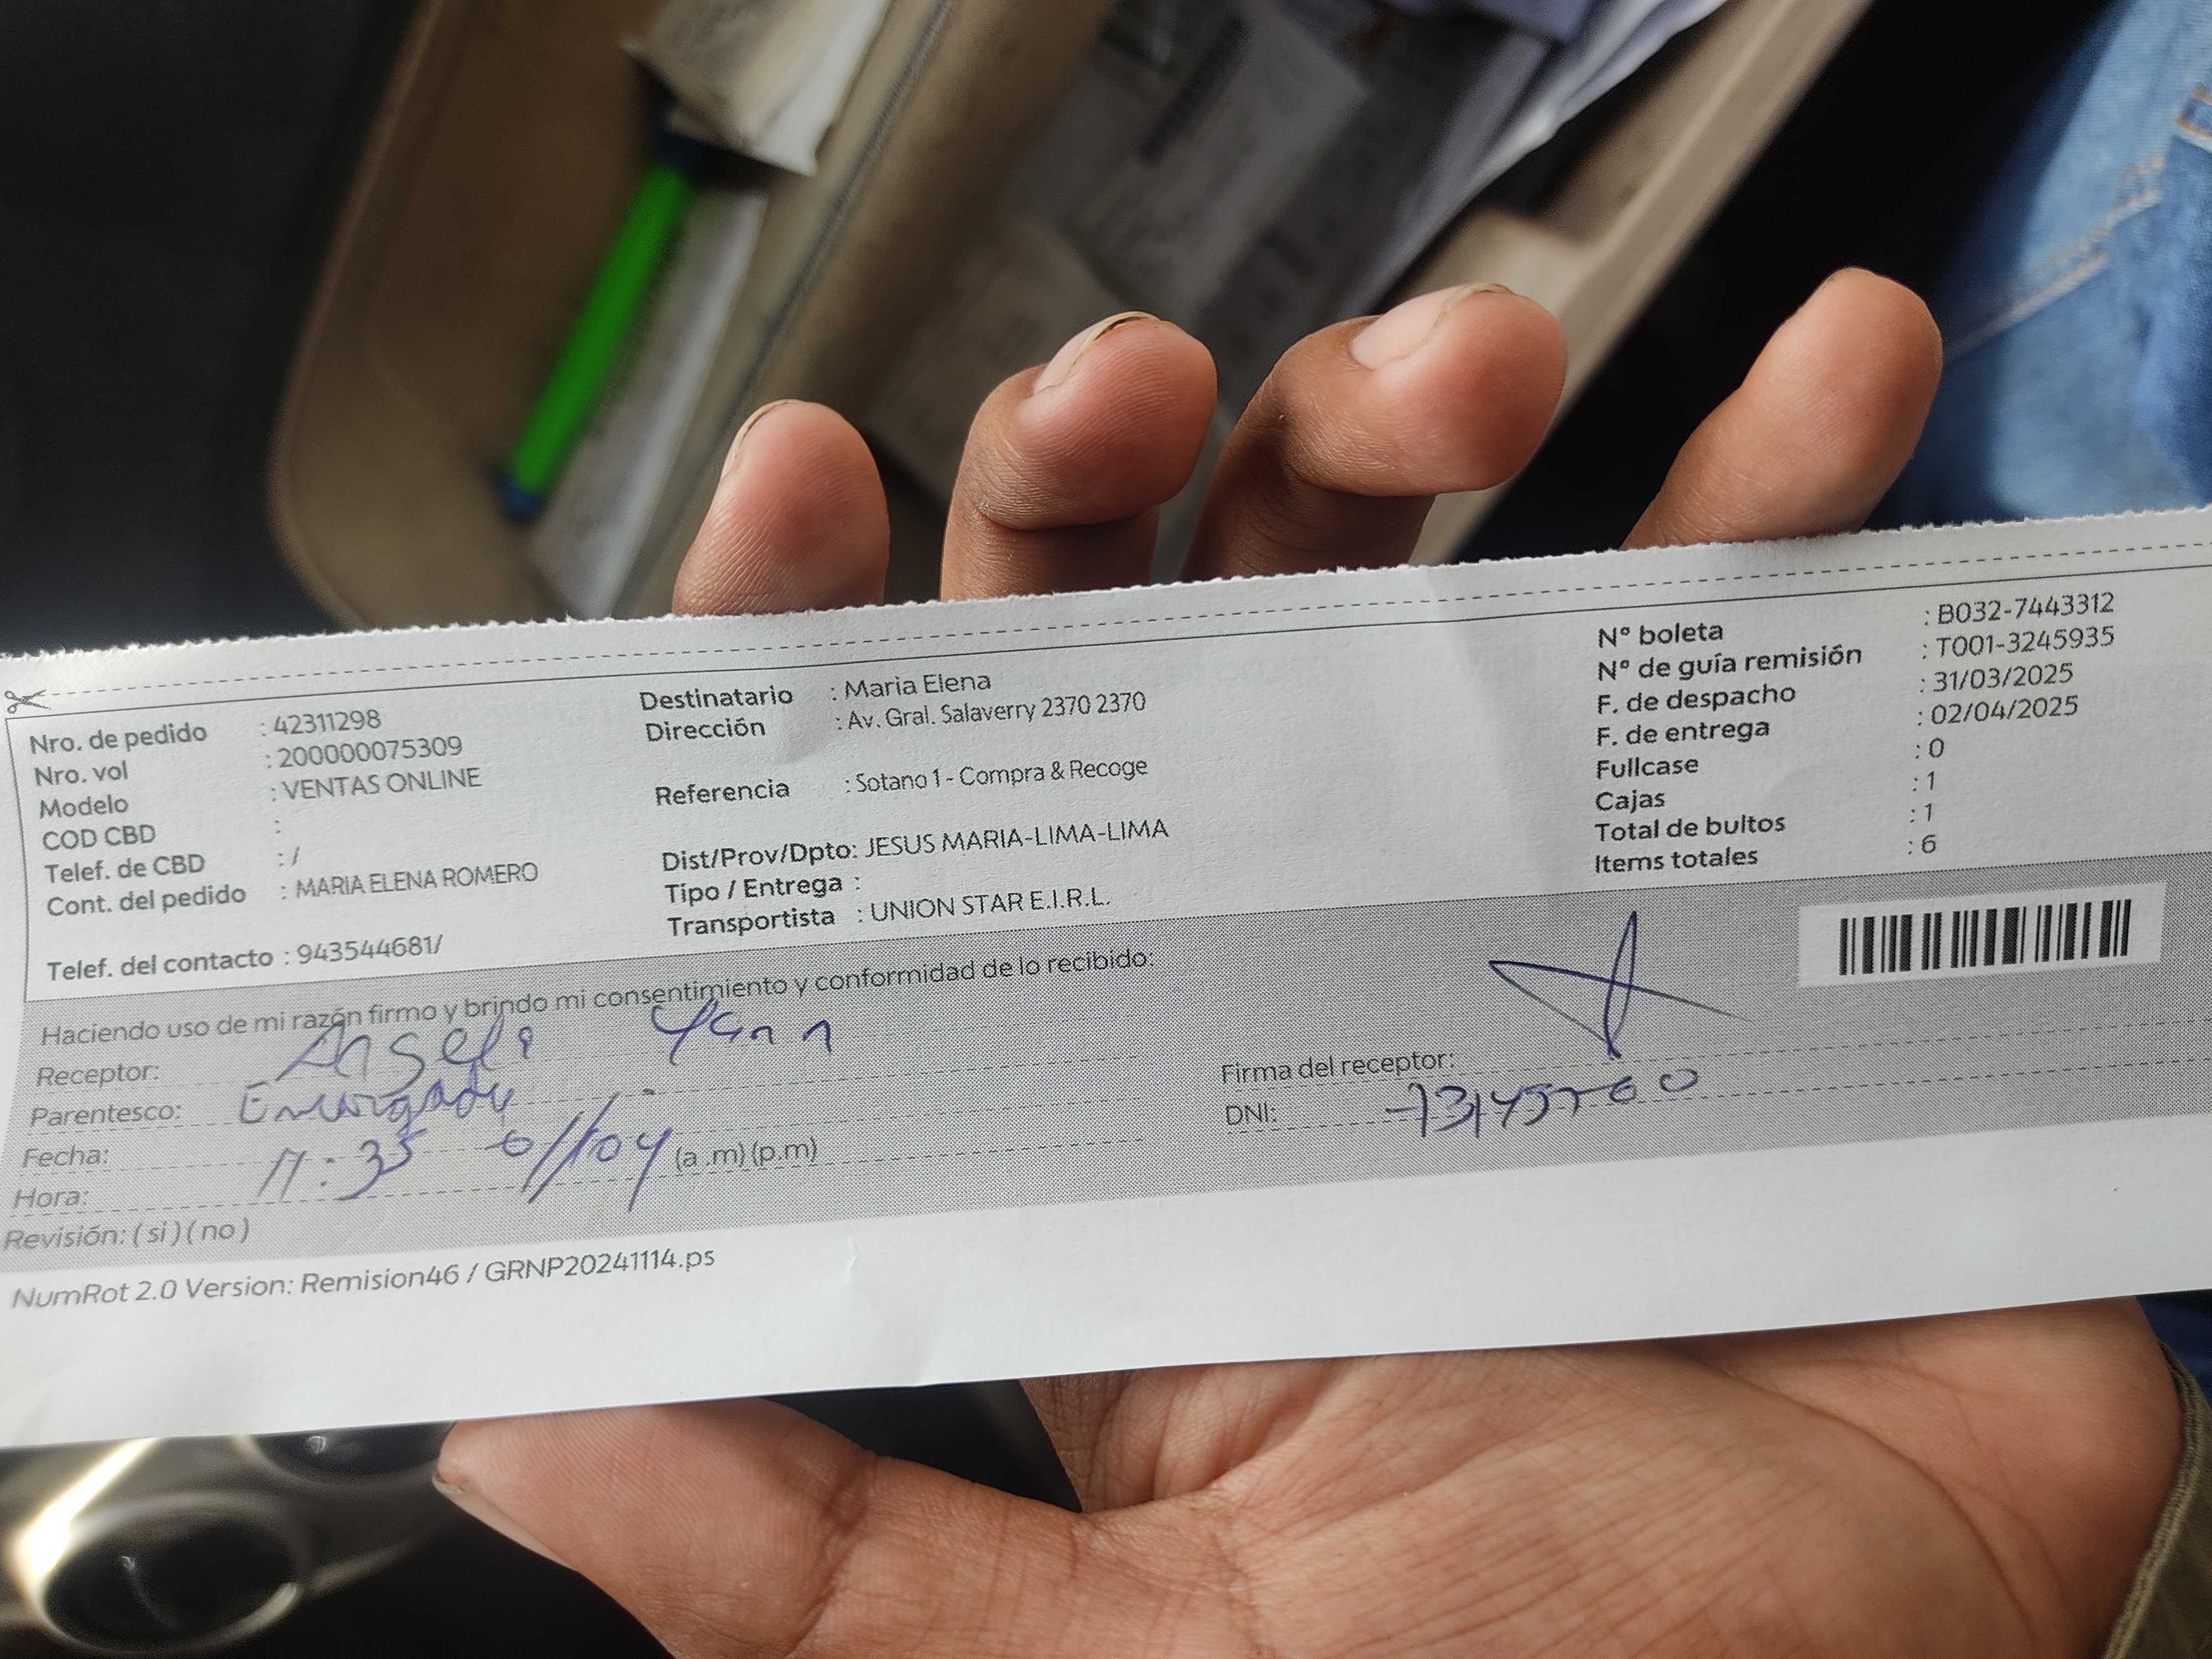 Nro. de pedido : 42311298
Nro. vol : 200000075309
Modelo : VENTAS ONLINE
COD CBD :
Telef. de CBD : /
Cont. del pedido : MARIA ELENA ROMERO
Telef. del contacto : 943544681/
Destinatario : Maria Elena
Dirección : Av. Gral. Salaverry 2370 2370
Referencia : Sotano 1 - Compra & Recoge
Dist/Prov/Dpto: JESUS MARIA-LIMA-LIMA
Tipo / Entrega :
Transportista : UNION STAR E.I.R.L.
N° boleta : B032-7443312
N° de guía remisión : T001-3245935
F. de despacho : 31/03/2025
F. de entrega : 02/04/2025
Fullcase : 0
Cajas : 1
Total de bultos : 1
Items totales : 6
Haciendo uso de mi razón firmo y brindo mi consentimiento y conformidad de lo recibido:
Receptor:
Parentesco: Encargado
Fecha: 01/04
Hora: 11:35 (a .m) (p.m)
Revisión: ( si ) ( no )
Firma del receptor:
DNI:
NumRot 2.0 Version: Remision46 / GRNP20241114.ps